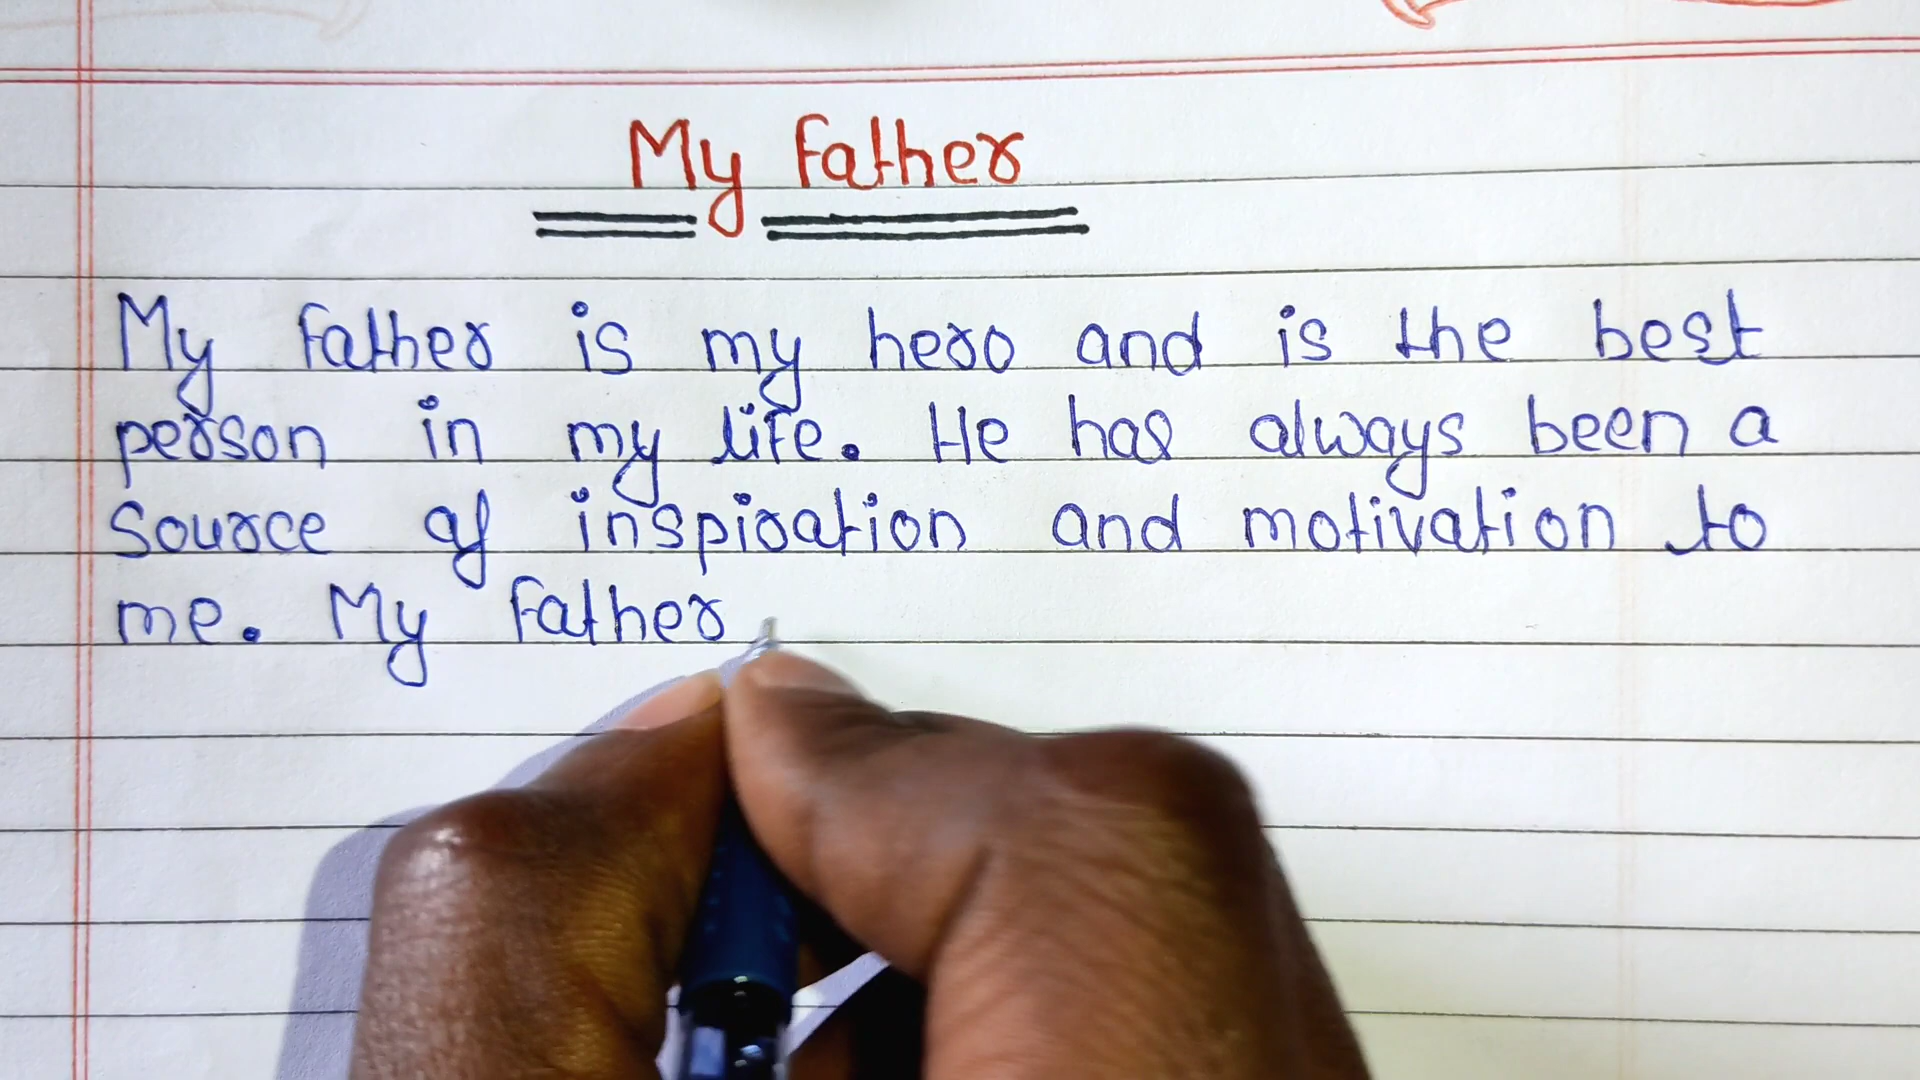 My Father
My Father is my hero and is the best
person in my life. He has always been a
source of inspiration and motivation to
me. My Father